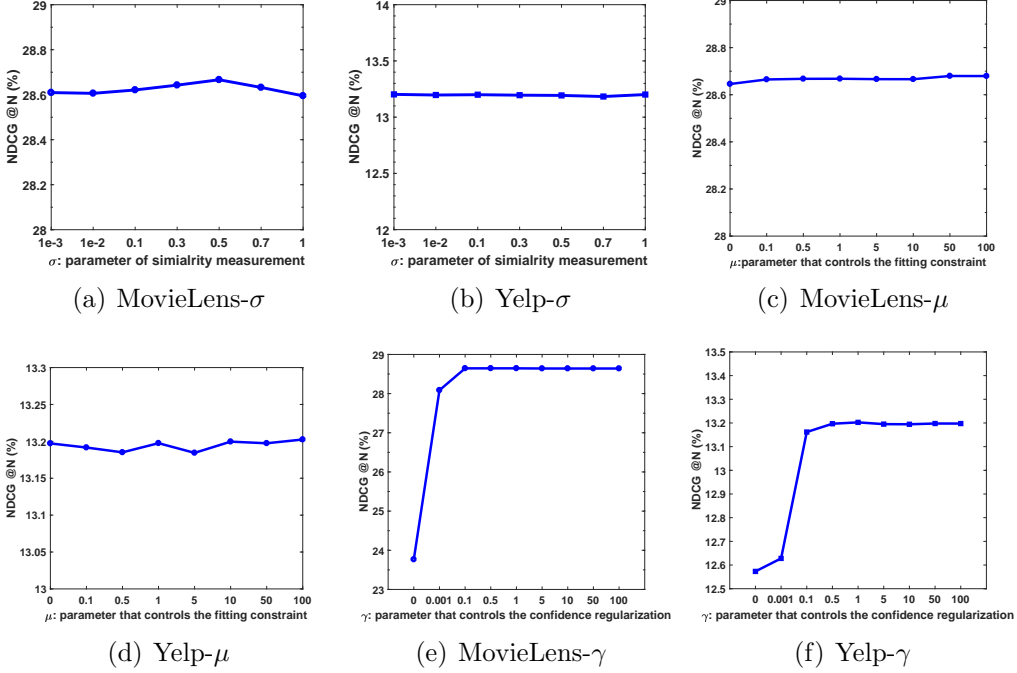 29
28.8
28.6
28.4
28.2
28
NDCG @N (%)
1e-3 1e-2 0.1 0.3 0.5 0.7 1
σ: parameter of simialrity measurement
(a) MovieLens-σ
14
13.5
13
12.5
12
NDCG @N (%)
1e-3 1e-2 0.1 0.3 0.5 0.7 1
σ: parameter of simialrity measurement
(b) Yelp-σ
29
28.8
28.6
28.4
28.2
28
NDCG @N (%)
0 0.1 0.5 1 5 10 50 100
μ:parameter that controls the fitting constraint
(c) MovieLens-μ
13.3
13.25
13.2
13.15
13.1
13.05
13
NDCG @N (%)
0 0.1 0.5 1 5 10 50 100
μ: parameter that controls the fitting constraint
(d) Yelp-μ
29
28
27
26
25
24
23
NDCG @N (%)
0 0.001 0.1 0.5 1 5 10 50 100
γ: parameter that controls the confidence regularization
(e) MovieLens-γ
13.5
13.4
13.3
13.2
13.1
13
12.9
12.8
12.7
12.6
12.5
NDCG @N (%)
0 0.001 0.1 0.5 1 5 10 50 100
γ: parameter that controls the confidence regularization
(f) Yelp-γ